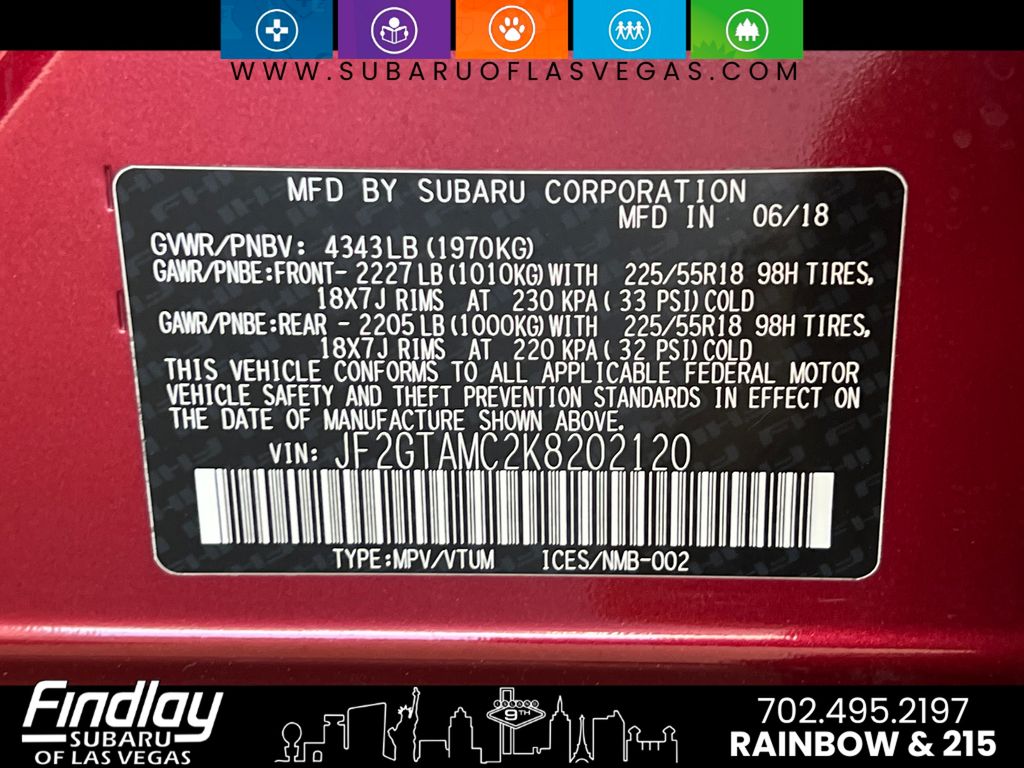 WWW.SUBARUOFLASVEGAS.COM
MFD BY SUBARU CORPORATION
MFD IN 06/18
GVWR/PNBV: 4343LB (1970KG)
GAWR/PNBE:FRONT- 2227LB (1010KG)WITH 225/55R18 98H TIRES,
18X7J RIMS AT 230 KPA( 33 PSI)COLD
GAWR/PNBE:REAR - 2205LB (1000KG)WITH 225/55R18 98H TIRES,
18X7J RIMS AT 220 KPA( 32 PSI)COLD
THIS VEHICLE CONFORMS TO ALL APPLICABLE FEDERAL MOTOR
VEHICLE SAFETY AND THEFT PREVENTION STANDARDS IN EFFECT ON
THE DATE OF MANUFACTURE SHOWN ABOVE.
VIN: JF2GTAMC2K8202120
TYPE:MPV/VTUM ICES/NMB-002
Findlay
SUBARU
OF LAS VEGAS
9TH
702.495.2197
RAINBOW & 215